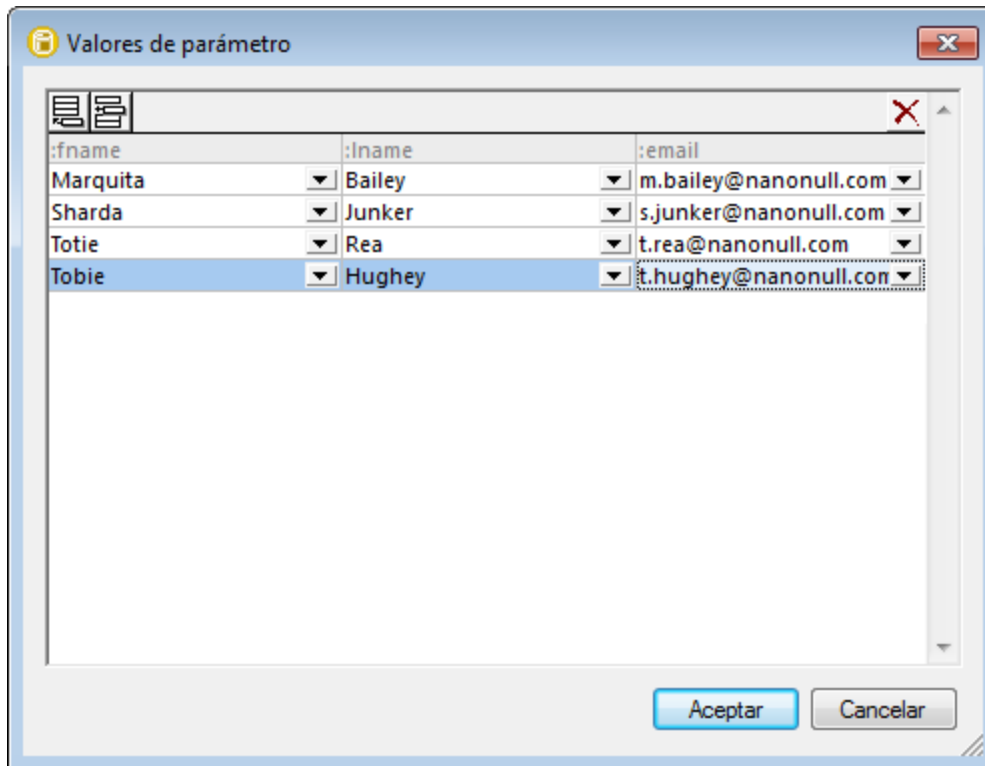 Valores de parámetro
:fname :lname :email
Marquita Bailey m.bailey@nanonull.com
Sharda Junker s.junker@nanonull.com
Totie Rea t.rea@nanonull.com
Tobie Hughey t.hughey@nanonull.com
Aceptar Cancelar